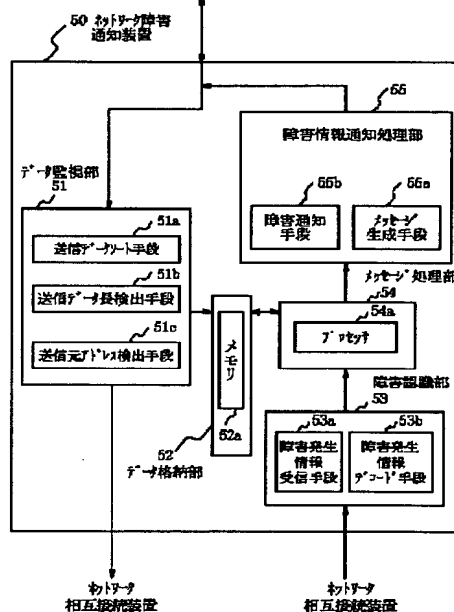 50 ネットワーク障害
通知装置
55
障害情報通知処理部
データ監視部
51
55b
55a
障害通知
手段
メッセージ
生成手段
51a
送信データソート手段
51b
送信データ長検出手段
51c
送信元アドレス検出手段
メッセージ処理部
54
54a
プロセッサ
メモリ
52a
52
データ格納部
障害認識部
53
53a
53b
障害発生
情報
受信手段
障害発生
情報
デコード手段
ネットワーク
相互接続装置
ネットワーク
相互接続装置